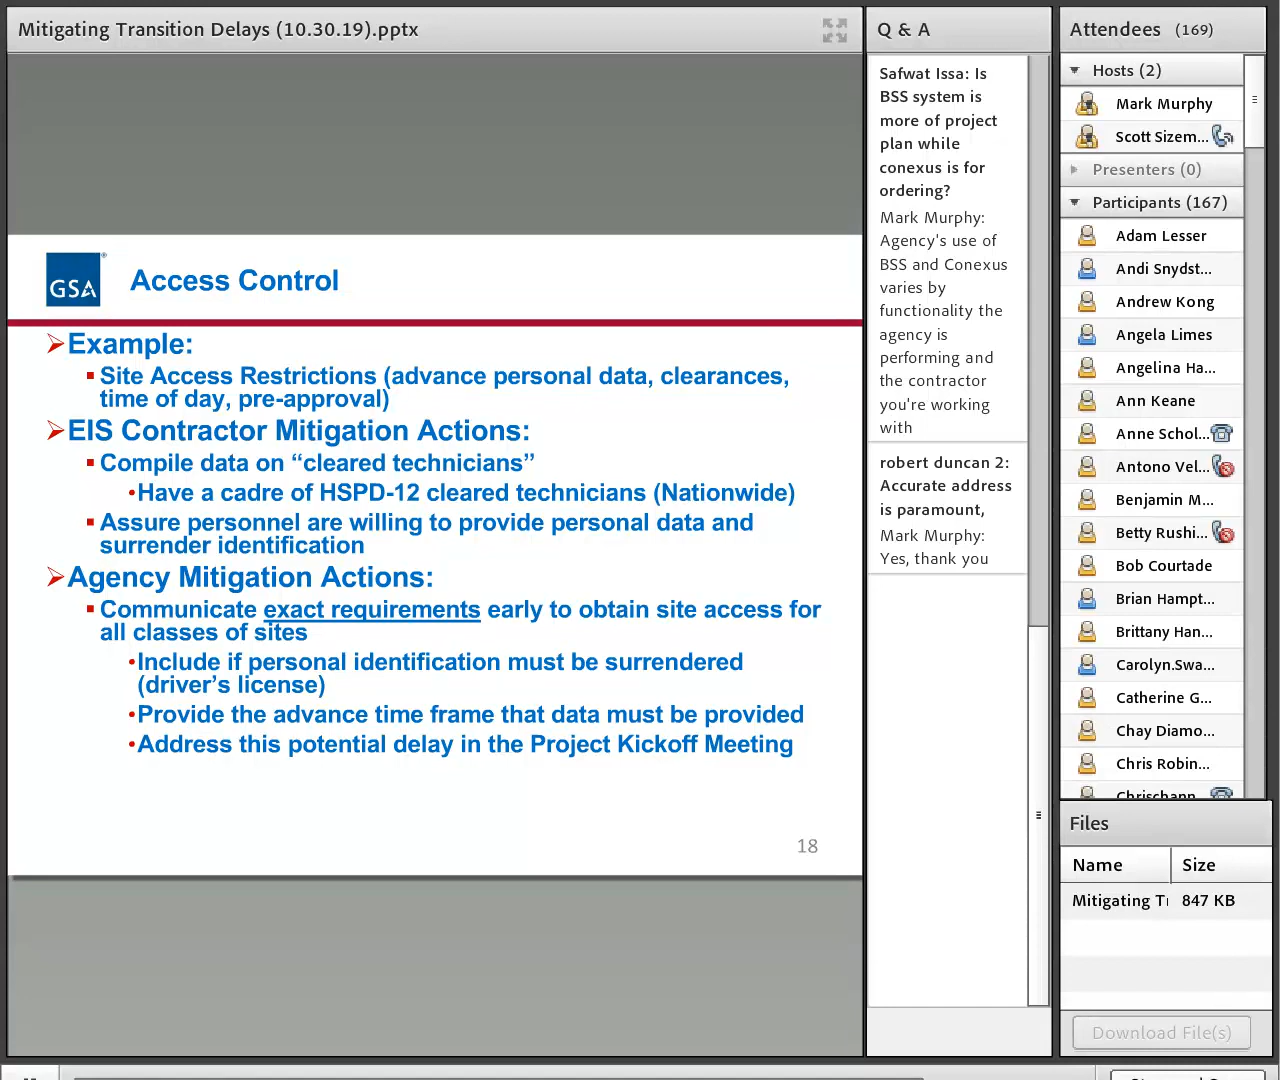 Mitigating Transition Delays (10.30.19).pptx
GSA
Access Control
Example:
Site Access Restrictions (advance personal data, clearances,
time of day, pre-approval)
EIS Contractor Mitigation Actions:
Compile data on “cleared technicians”
Have a cadre of HSPD-12 cleared technicians (Nationwide)
Assure personnel are willing to provide personal data and
surrender identification
Agency Mitigation Actions:
Communicate exact requirements early to obtain site access for
all classes of sites
Include if personal identification must be surrendered
(driver’s license)
Provide the advance time frame that data must be provided
Address this potential delay in the Project Kickoff Meeting
18
Q & A
Safwat Issa: Is
BSS system is
more of project
plan while
conexus is for
ordering?
Mark Murphy:
Agency's use of
BSS and Conexus
varies by
functionality the
agency is
performing and
the contractor
you're working
with
robert duncan 2:
Accurate address
is paramount,
Mark Murphy:
Yes, thank you
Attendees (169)
Hosts (2)
Mark Murphy
Scott Sizem...
Presenters (0)
Participants (167)
Adam Lesser
Andi Snydst...
Andrew Kong
Angela Limes
Angelina Ha...
Ann Keane
Anne Schol...
Antono Vel...
Benjamin M...
Betty Rushi...
Bob Courtade
Brian Hampt...
Brittany Han...
Carolyn.Swa...
Catherine G...
Chay Diamo...
Chris Robin...
Files
Name Size
Mitigating 847 KB
Download File(s)